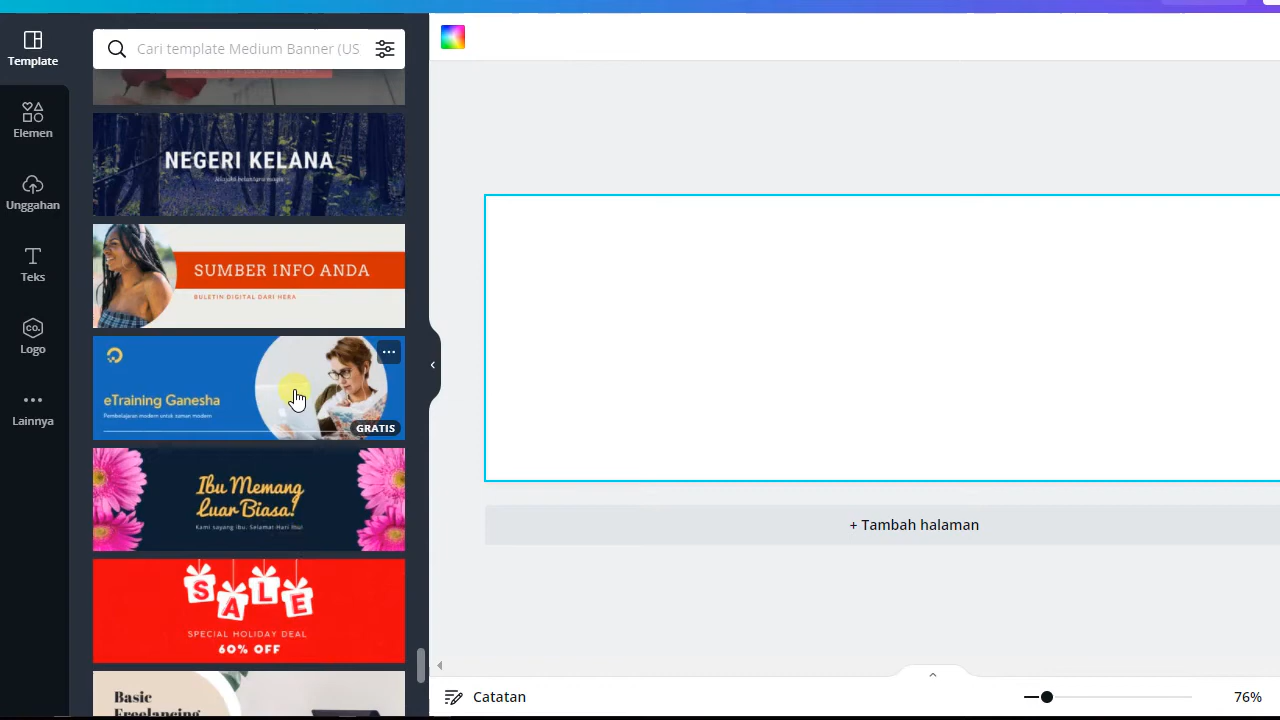 Template
Elemen
Unggahan
Teks
CO.
Logo
Lainnya
Cari template Medium Banner (US
NEGERI KELANA
SUMBER INFO ANDA
BULETIN DIGITAL DARI HERA
eTraining Ganesha
Pembelajaran modern untuk zaman modern
GRATIS
Ibu Memang
Luar Biasa!
Kami sayang ibu. Selamat Hari Ibu!
SALE
SPECIAL HOLIDAY DEAL
60% OFF
Basic
Freelancing
+ Tambah halaman
Catatan
76%